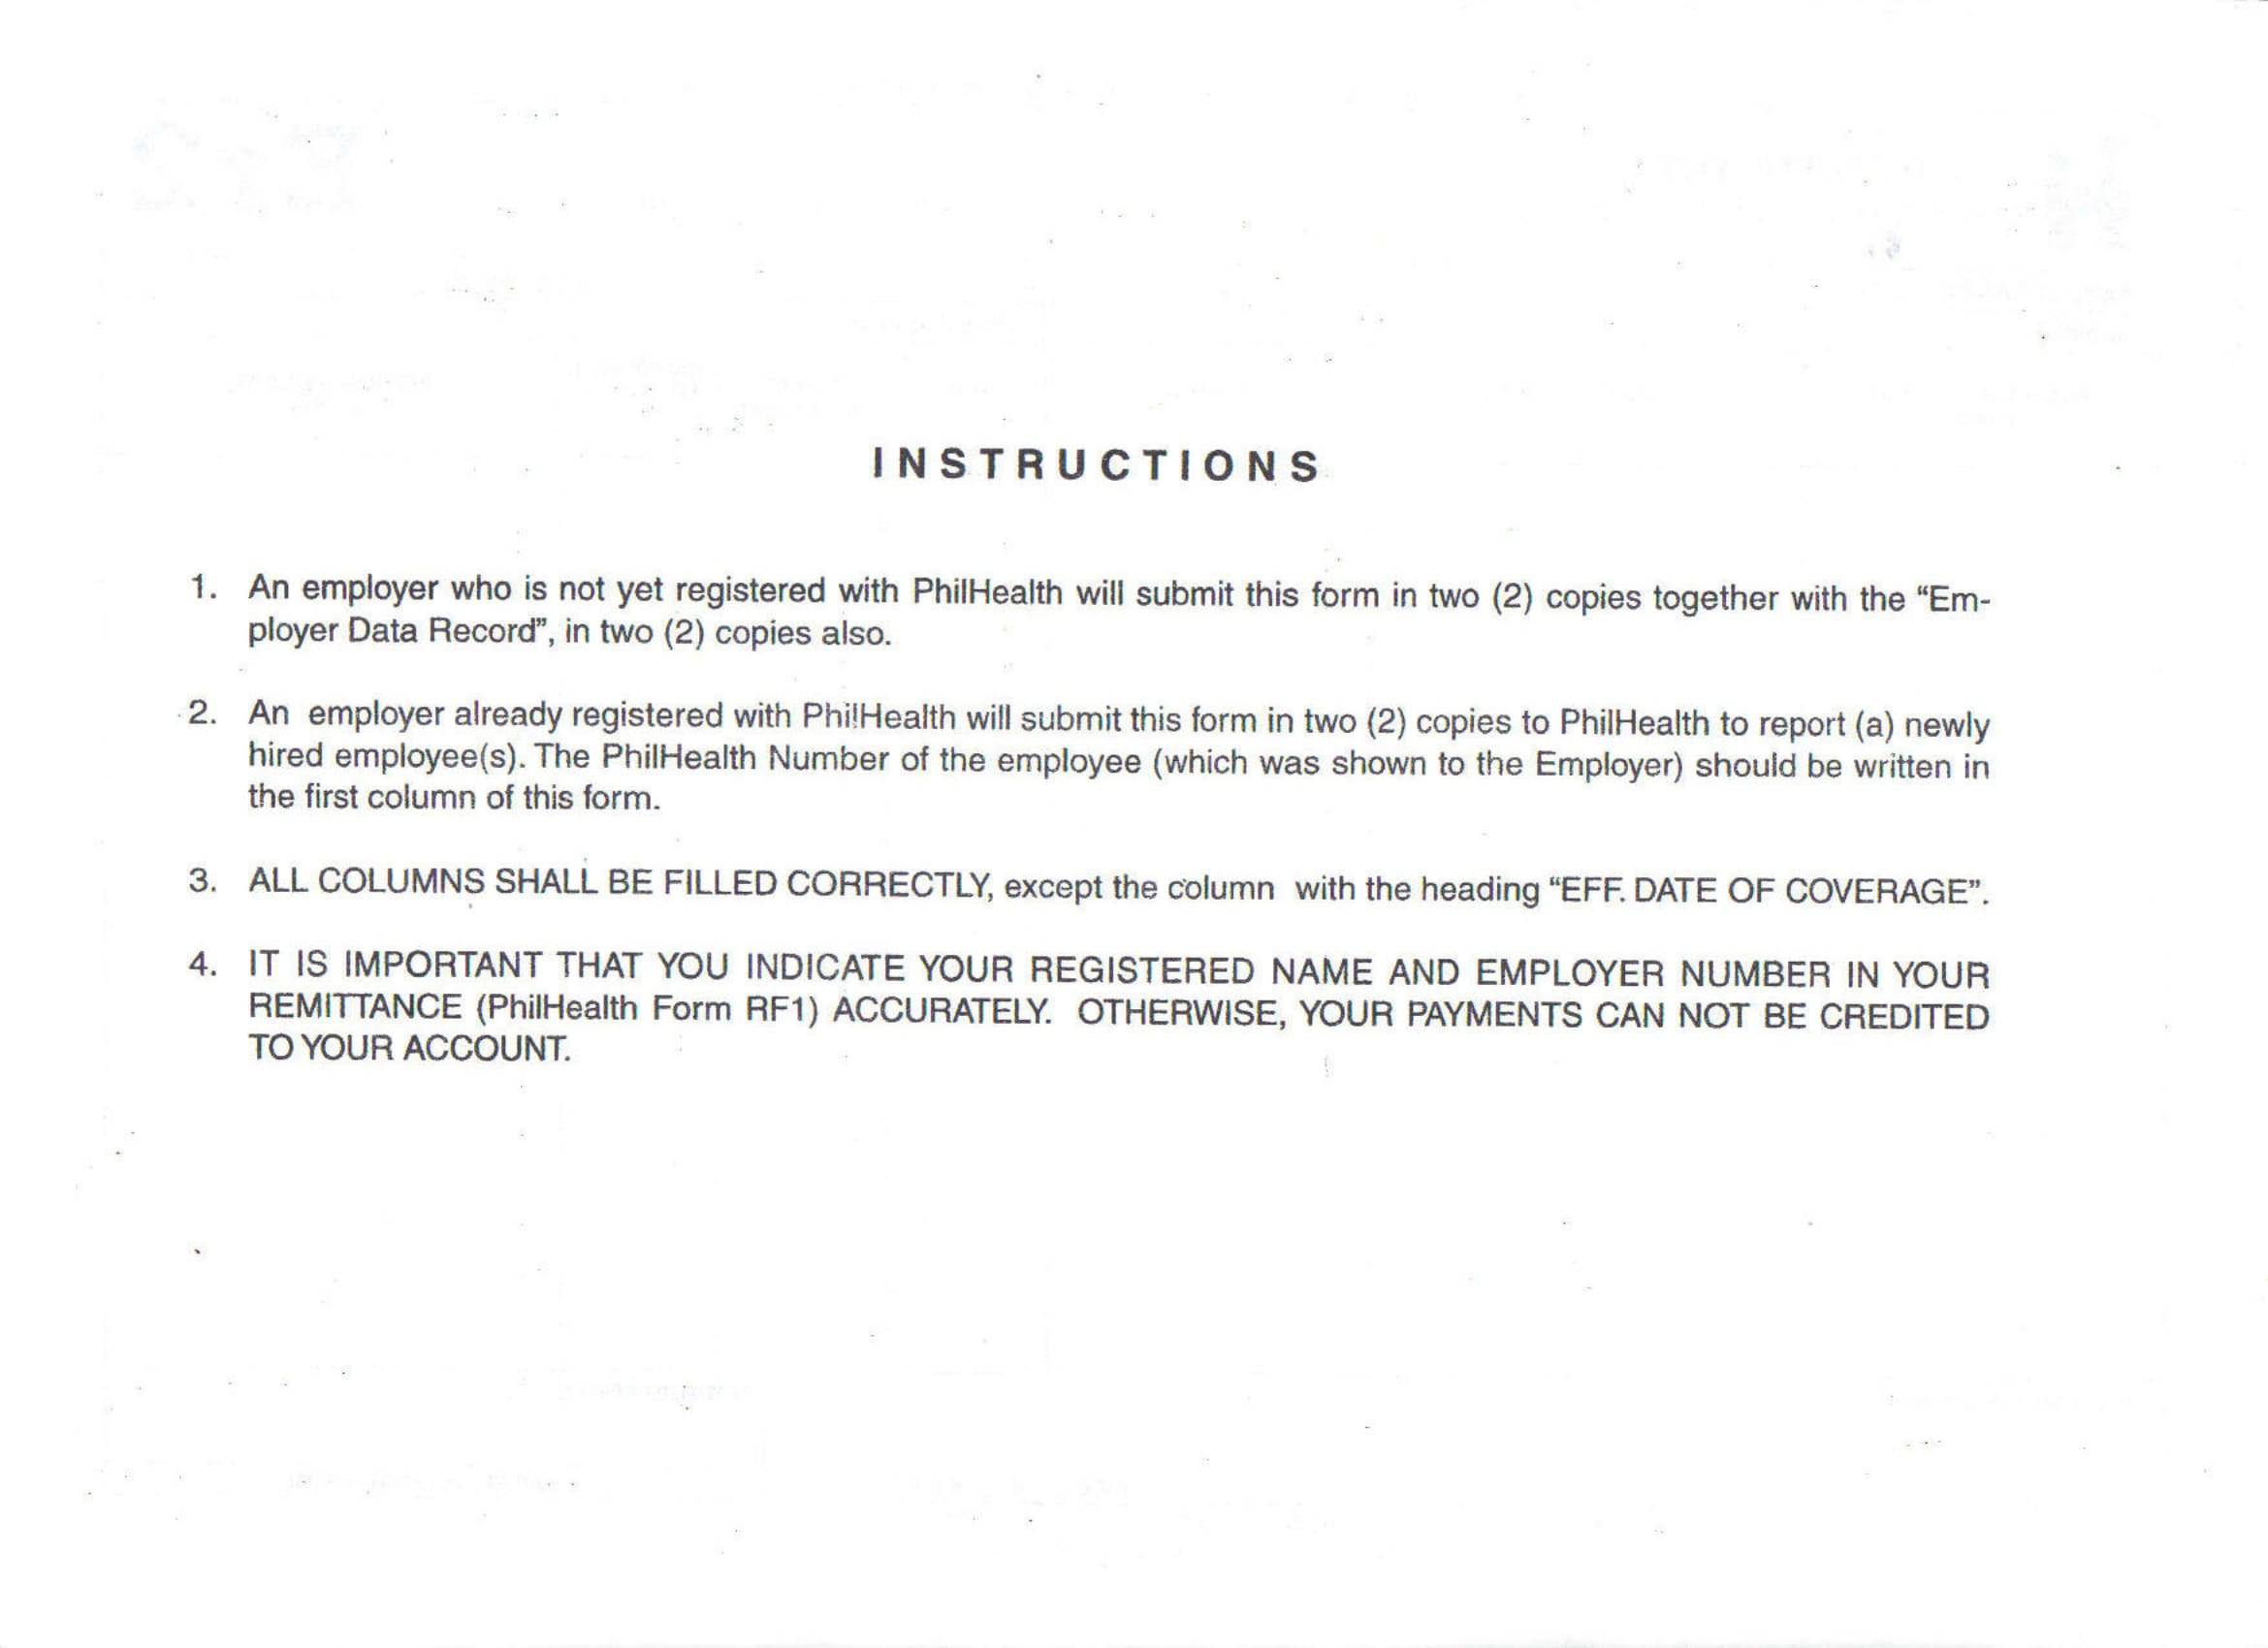 INSTRUCTIONS
1. An employer who is not yet registered with PhilHealth will submit this form in two (2) copies together with the “Em-
ployer Data Record”, in two (2) copies also.
2. An employer already registered with PhilHealth will submit this form in two (2) copies to PhilHealth to report (a) newly
hired employee(s). The PhilHealth Number of the employee (which was shown to the Employer) should be written in
the first column of this form.
3. ALL COLUMNS SHALL BE FILLED CORRECTLY, except the column with the heading “EFF. DATE OF COVERAGE”.
4. IT IS IMPORTANT THAT YOU INDICATE YOUR REGISTERED NAME AND EMPLOYER NUMBER IN YOUR
REMITTANCE (PhilHealth Form RF1) ACCURATELY. OTHERWISE, YOUR PAYMENTS CAN NOT BE CREDITED
TO YOUR ACCOUNT.